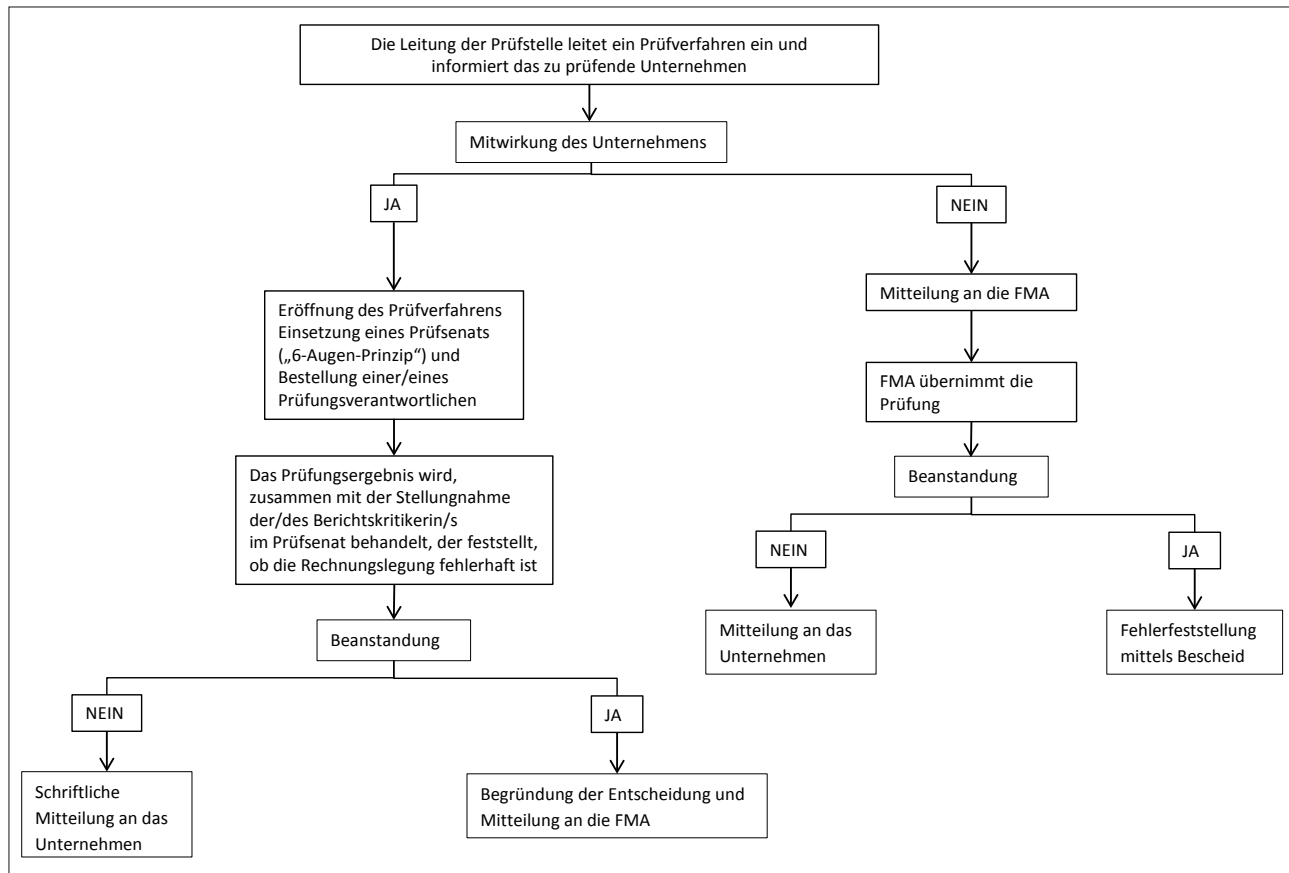 Die Leitung der Prüfstelle leitet ein Prüfverfahren ein und
informiert das zu prüfende Unternehmen
Mitwirkung des Unternehmens
JA
NEIN
Eröffnung des Prüfverfahrens
Einsetzung eines Prüfsenats
(„6-Augen-Prinzip“) und
Bestellung einer/eines
Prüfungsverantwortlichen
Mitteilung an die FMA
FMA übernimmt die
Prüfung
Das Prüfungsergebnis wird,
zusammen mit der Stellungnahme
der/des Berichtskritikerin/s
im Prüfsenat behandelt, der feststellt,
ob die Rechnungslegung fehlerhaft ist
Beanstandung
NEIN
JA
Mitteilung an das
Unternehmen
Fehlerfeststellung
mittels Bescheid
Beanstandung
NEIN
JA
Schriftliche
Mitteilung an das
Unternehmen
Begründung der Entscheidung und
Mitteilung an die FMA